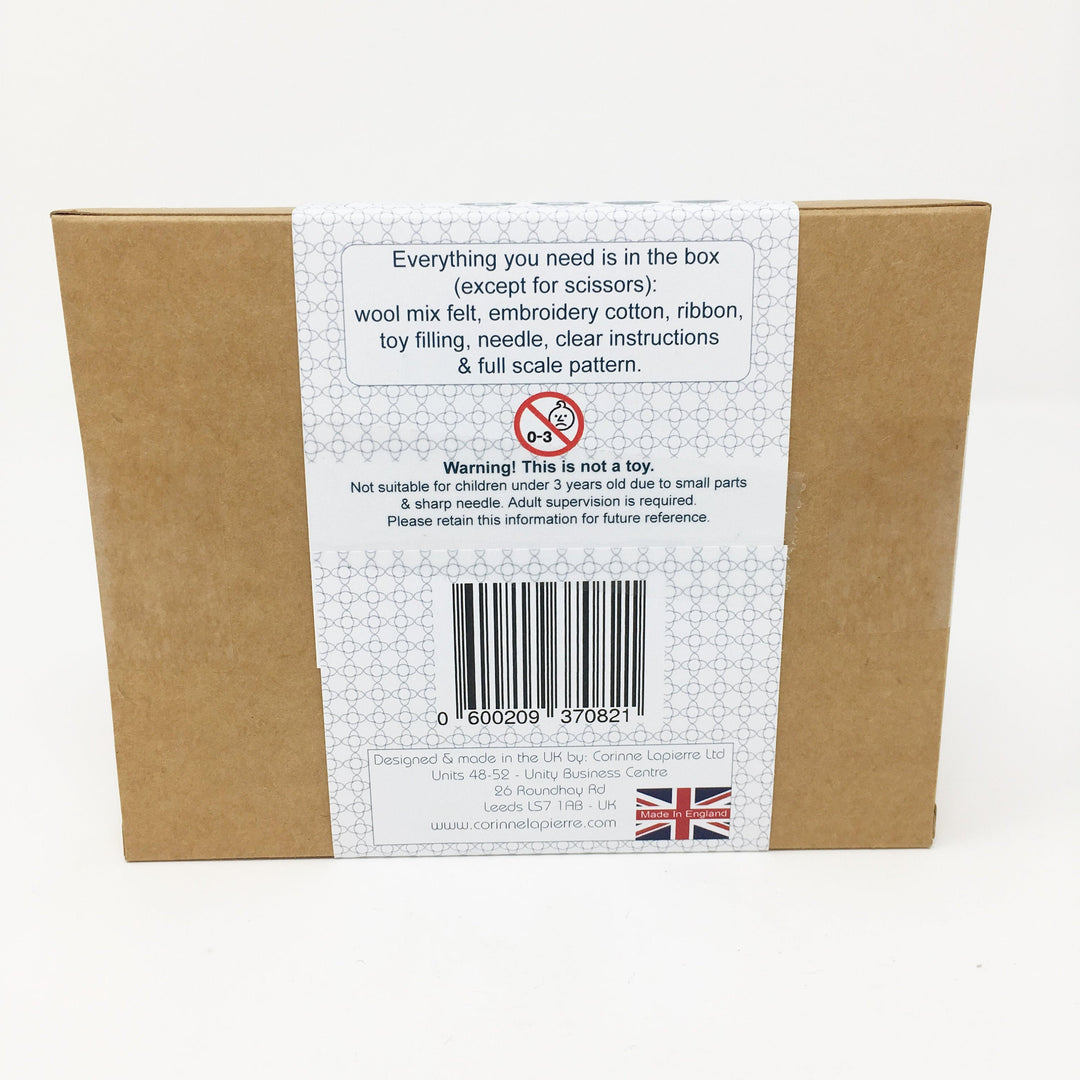 Everything you need is in the box
(except for scissors):
wool mix felt, embroidery cotton, ribbon,
toy filling, needle, clear instructions
& full scale pattern.
0-3
Warning! This is not a toy.
Not suitable for children under 3 years old due to small parts
& sharp needle. Adult supervision is required.
Please retain this information for future reference.
0 600209 370821
Designed & made in the UK by: Corinne Lapierre Ltd
Units 48-52 - Unity Business Centre
26 Roundhay Rd
Leeds LS7 1AB - UK
www.corinnelapierre.com
Made In England